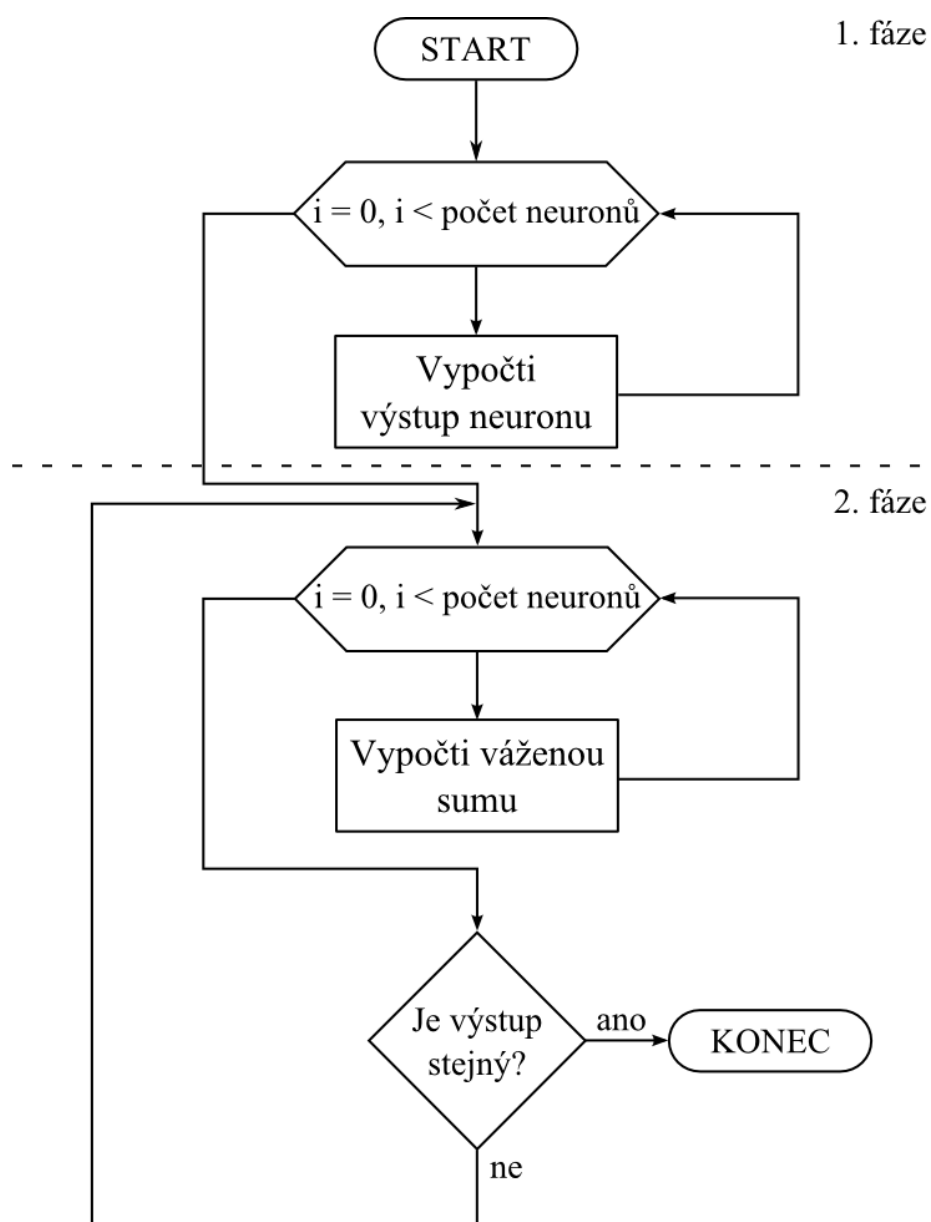 START
1. fáze
i = 0, i < počet neuronů
Vypočti
výstup neuronu
2. fáze
i = 0, i < počet neuronů
Vypočti váženou
sumu
Je výstup
stejný?
ano
KONEC
ne